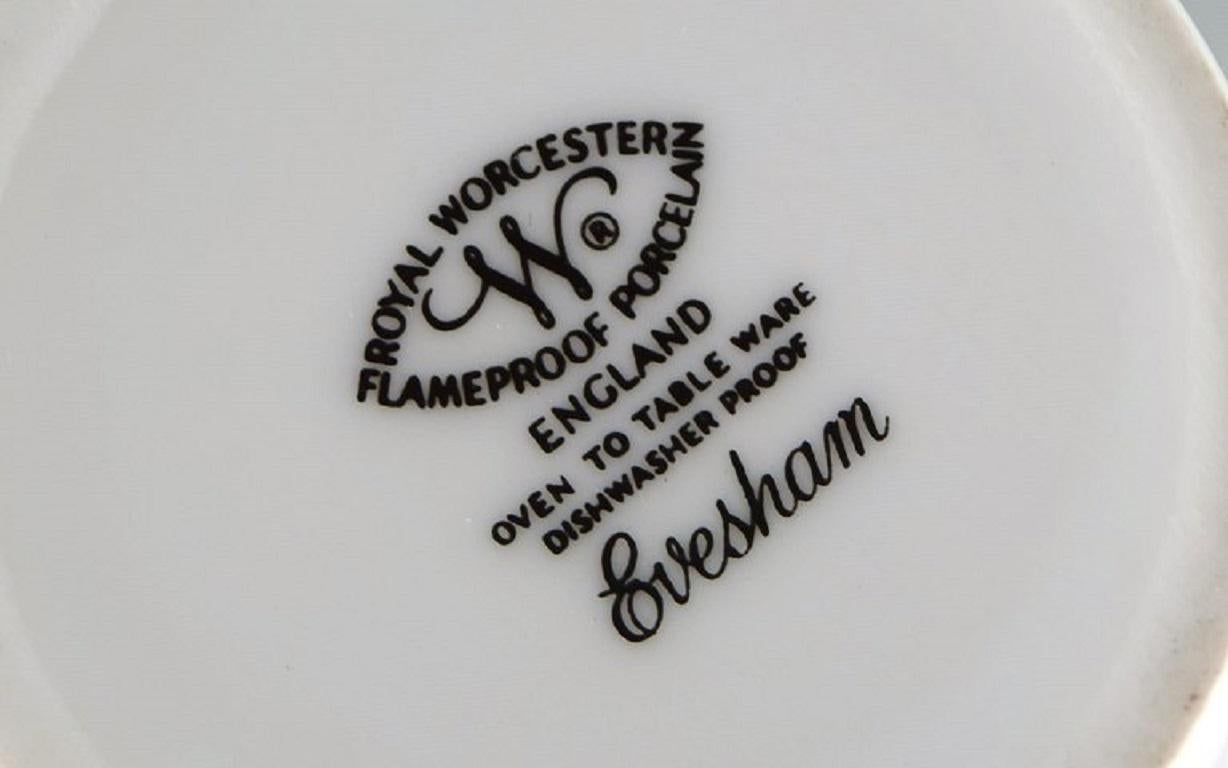 ROYAL WORCESTER
W ®
FLAMEPROOF PORCELAIN
ENGLAND
OVEN TO TABLE WARE
DISHWASHER PROOF
Evesham